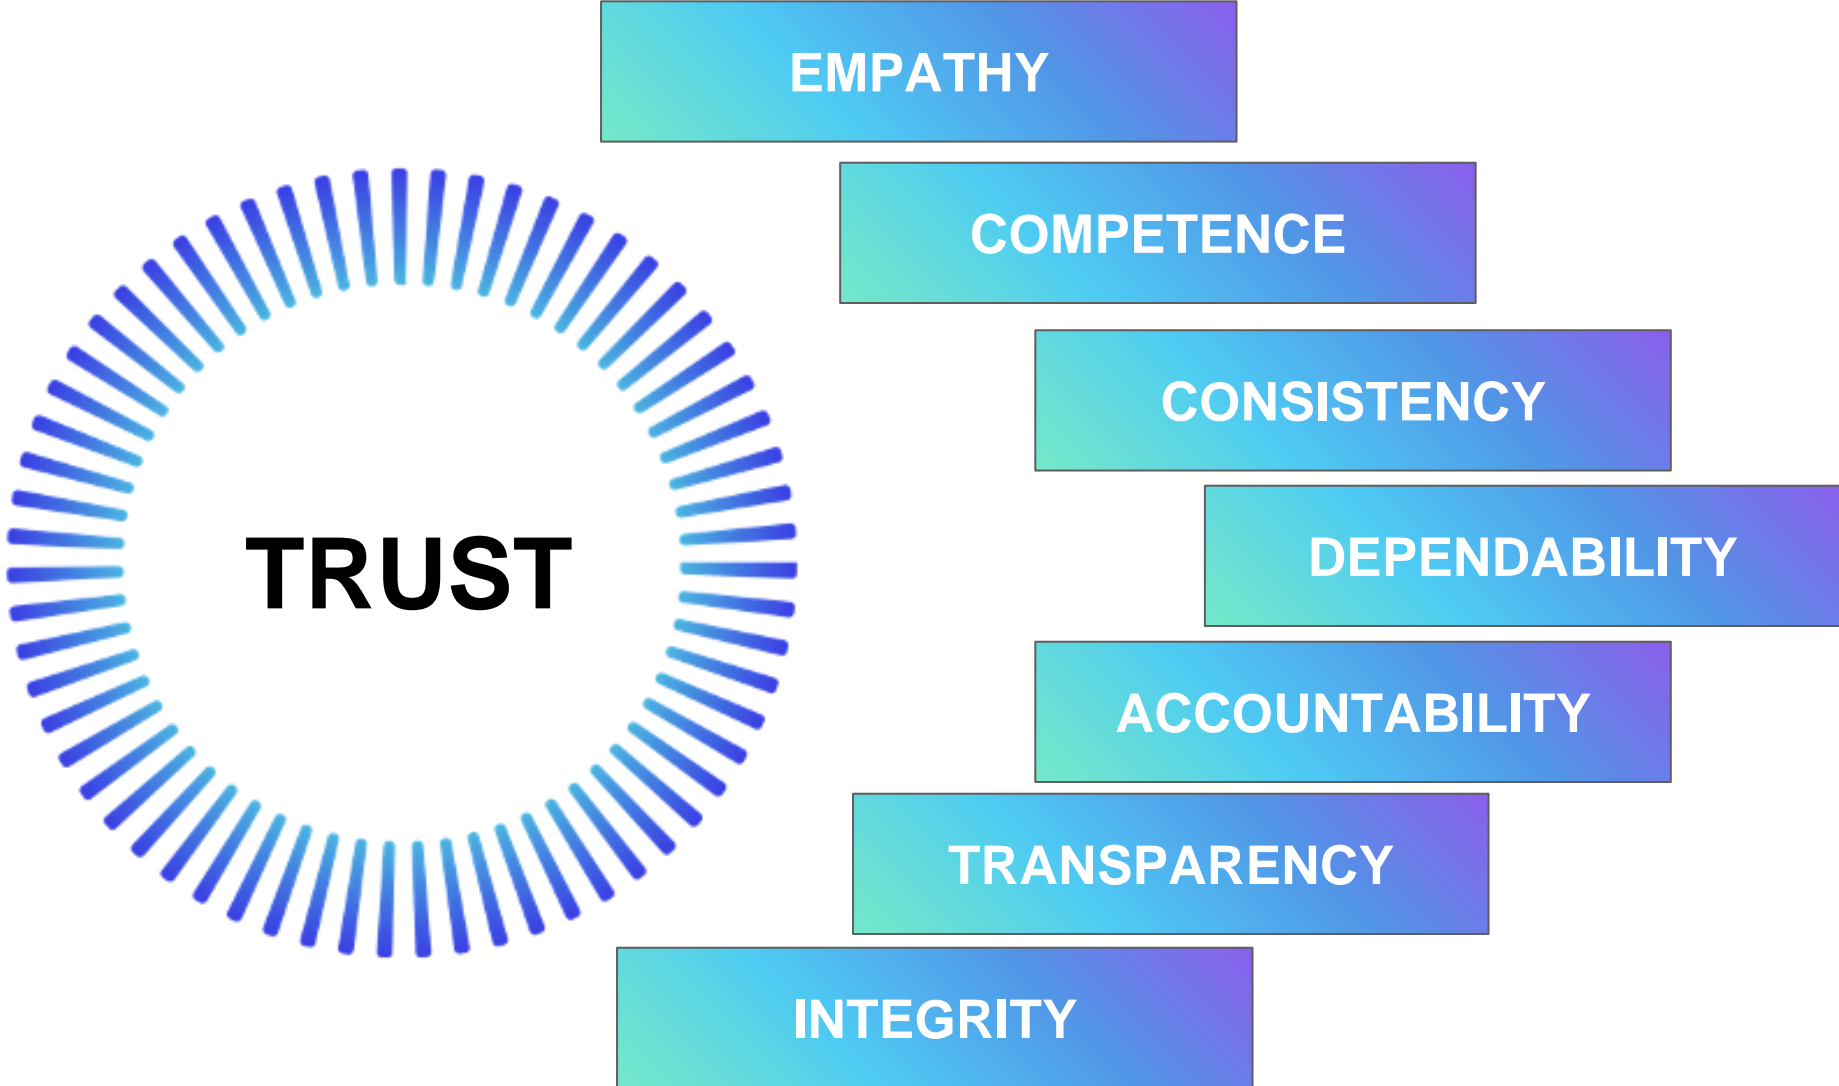 EMPATHY
COMPETENCE
CONSISTENCY
DEPENDABILITY
TRUST
ACCOUNTABILITY
TRANSPARENCY
INTEGRITY